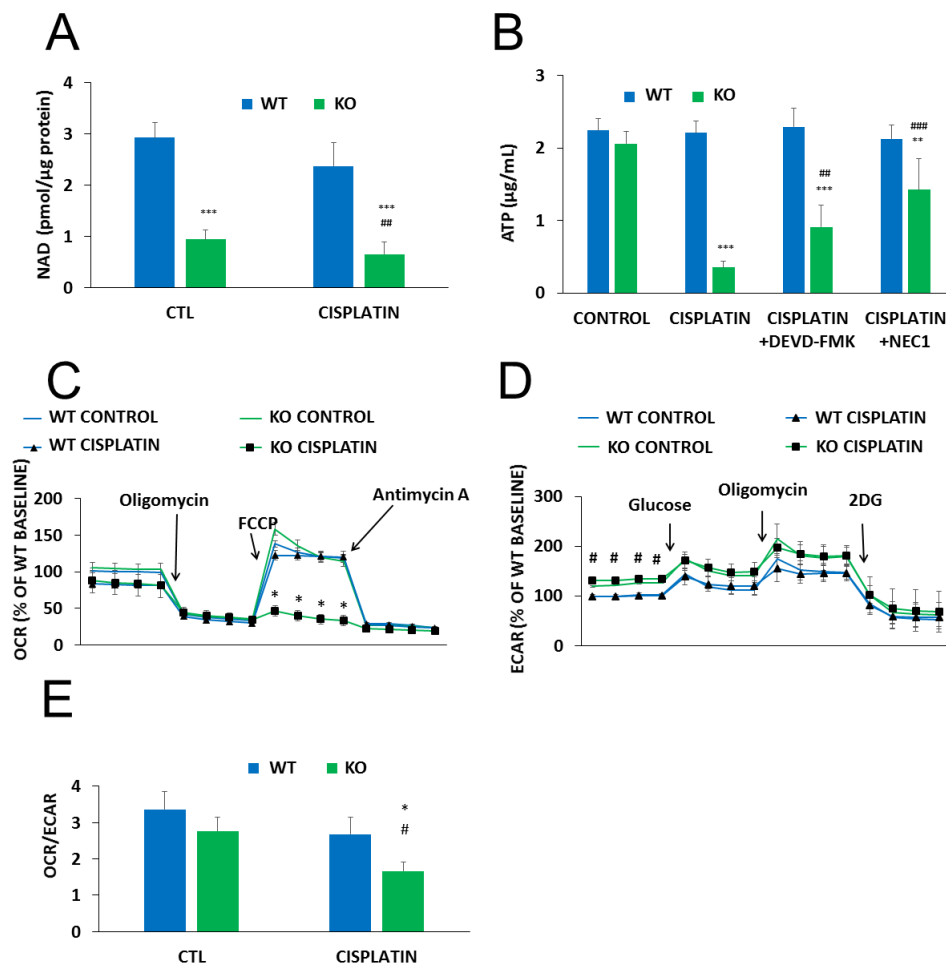 A
WT KO
NAD (pmol/µg protein)
4
3
2
1
0
***
***
##
CTL CISPLATIN
B
WT KO
ATP (µg/mL)
3
2
1
0
***
##
***
###
**
CONTROL CISPLATIN CISPLATIN CISPLATIN
+DEVD-FMK +NEC1
C
WT CONTROL KO CONTROL
WT CISPLATIN KO CISPLATIN
OCR (% OF WT BASELINE)
200
150
100
50
0
Oligomycin
FCCP
Antimycin A
* * * *
D
WT CONTROL WT CISPLATIN
KO CONTROL KO CISPLATIN
ECAR (% OF WT BASELINE)
300
200
100
0
Glucose
Oligomycin
2DG
# # # #
E
WT KO
OCR/ECAR
4
3
2
1
0
*
#
CTL CISPLATIN